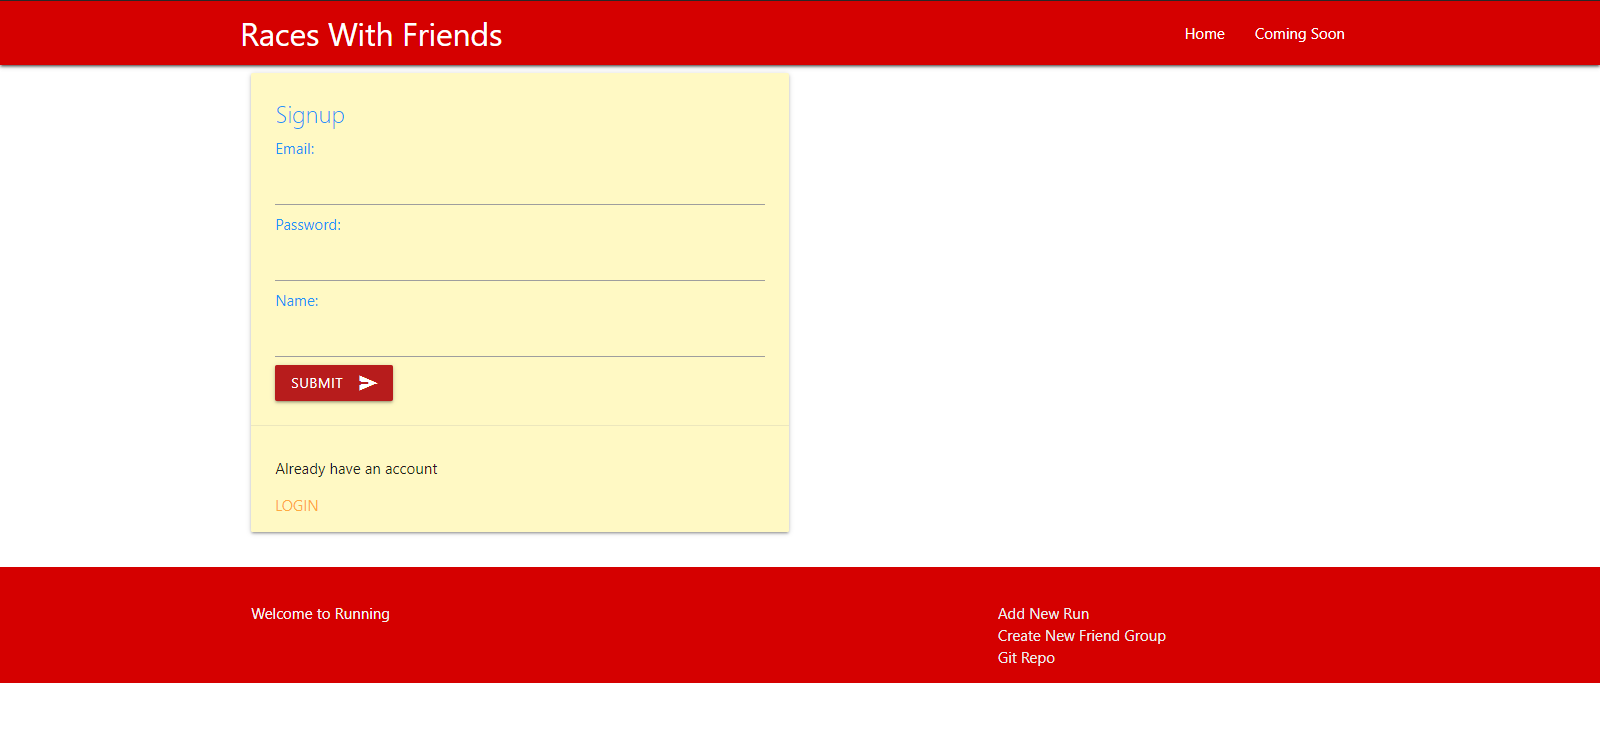 Races With Friends
Home
Coming Soon
Signup
Email:
Password:
Name:
SUBMIT
Already have an account
LOGIN
Welcome to Running
Add New Run
Create New Friend Group
Git Repo